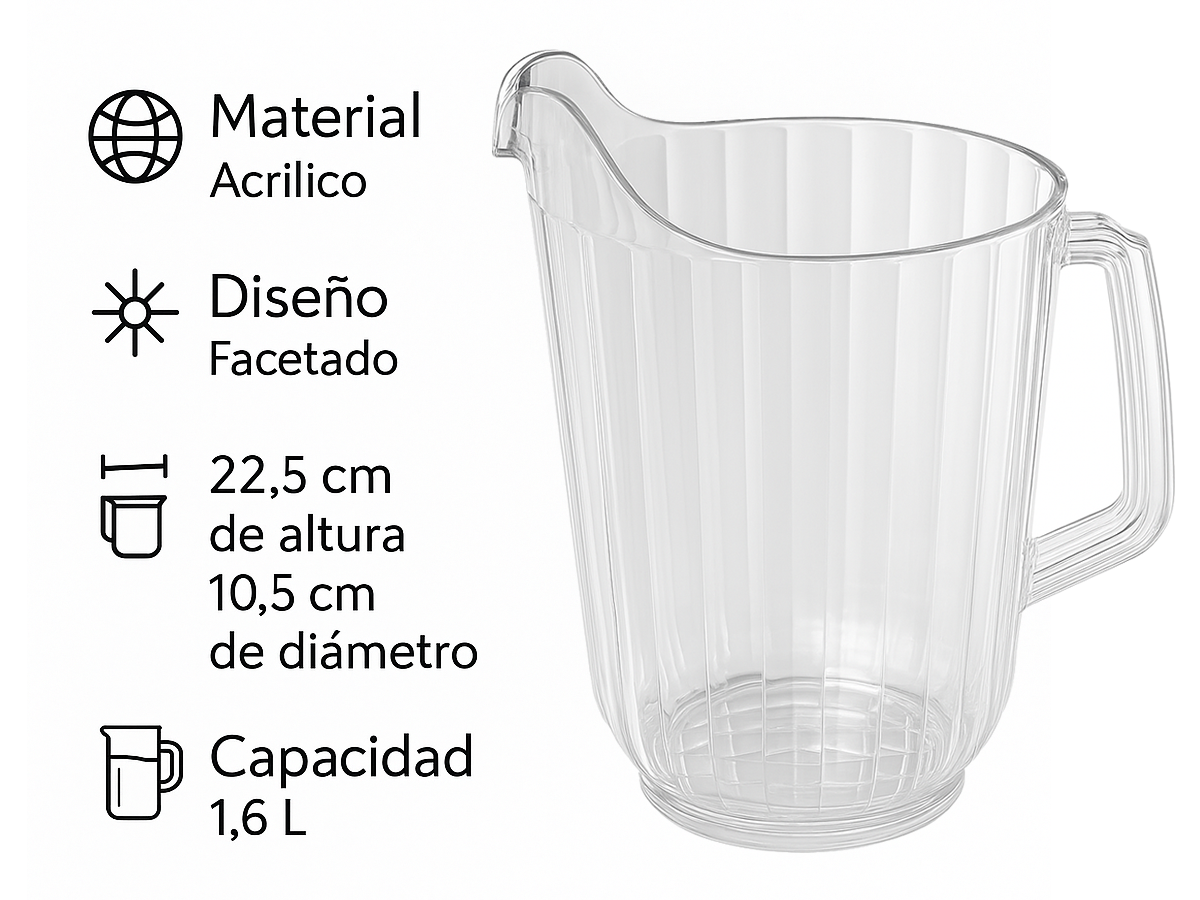 Material
Acrilico
Diseño
Facetado
22,5 cm
de altura
10,5 cm
de diámetro
Capacidad
1,6 L